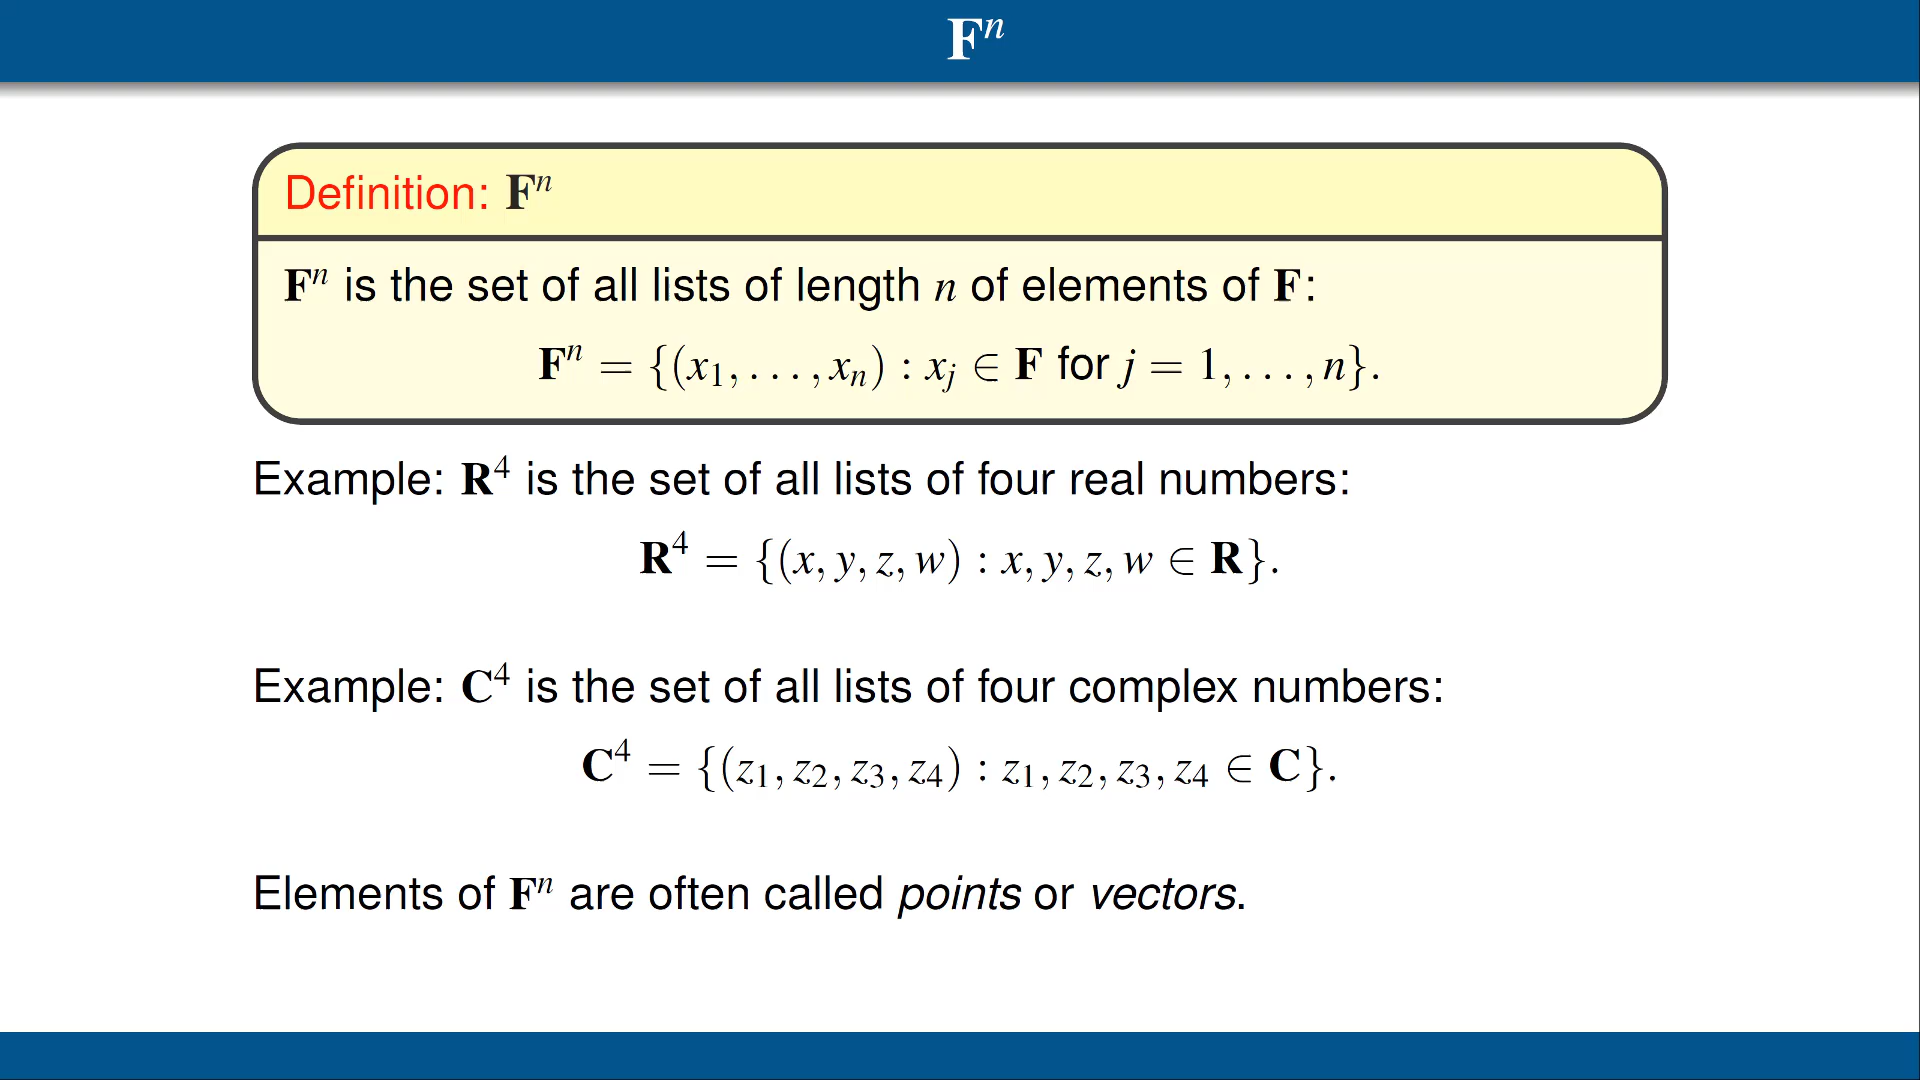 𝐅ⁿ
Definition: 𝐅ⁿ
𝐅ⁿ is the set of all lists of length n of elements of 𝐅:
𝐅ⁿ = {(x₁, . . . , xₙ) : xⱼ ∈ 𝐅 for j = 1, . . . , n}.
Example: 𝐑⁴ is the set of all lists of four real numbers:
𝐑⁴ = {(x, y, z, w) : x, y, z, w ∈ 𝐑}.
Example: 𝐂⁴ is the set of all lists of four complex numbers:
𝐂⁴ = {(z₁, z₂, z₃, z₄) : z₁, z₂, z₃, z₄ ∈ 𝐂}.
Elements of 𝐅ⁿ are often called points or vectors.